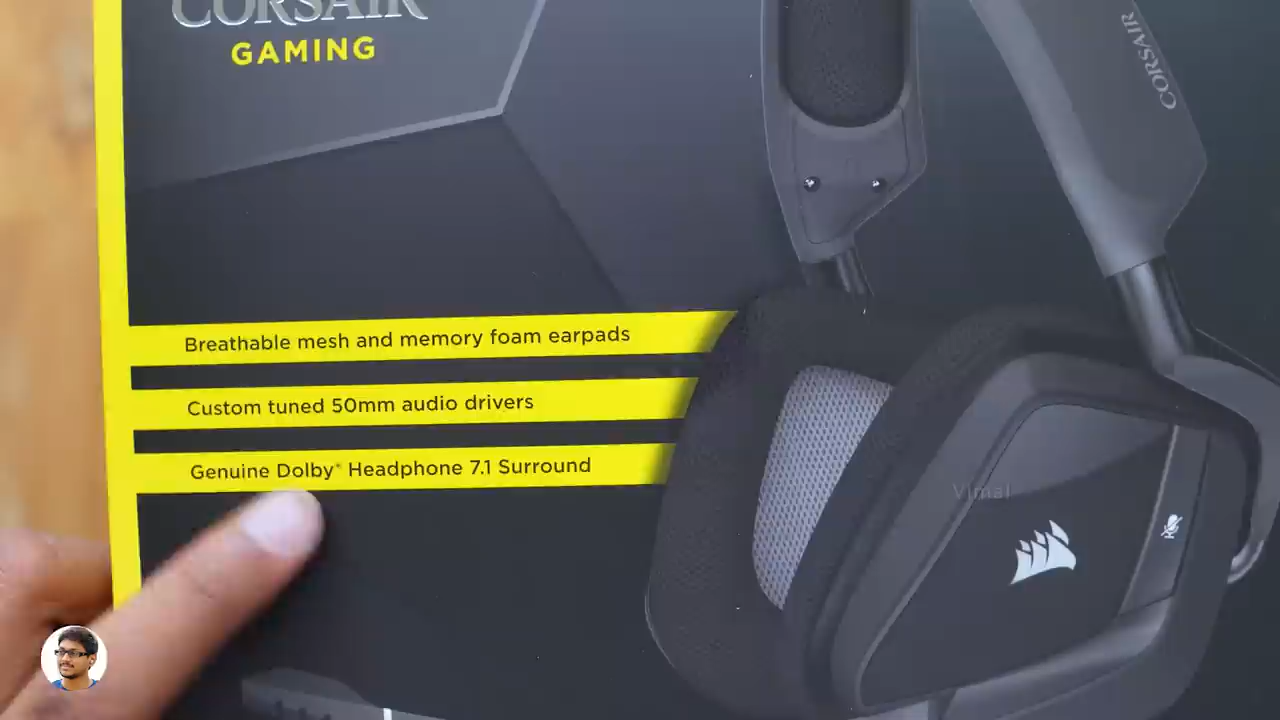 CORSAIR
GAMING
CORSAIR
Breathable mesh and memory foam earpads
Custom tuned 50mm audio drivers
Genuine Dolby® Headphone 7.1 Surround
Vimal